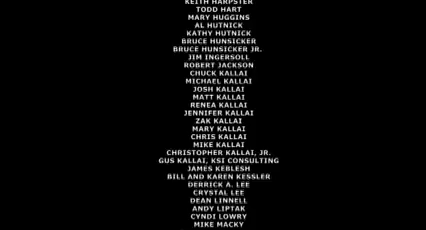 KEITH HARPSTER
TODD HART
MARY HUGGINS
AL HUTNICK
KATHY HUTNICK
BRUCE HUNSICKER
BRUCE HUNSICKER JR.
JIM INGERSOLL
ROBERT JACKSON
CHUCK KALLAI
MICHAEL KALLAI
JOSH KALLAI
MATT KALLAI
RENEA KALLAI
JENNIFER KALLAI
ZAK KALLAI
MARY KALLAI
CHRIS KALLAI
MIKE KALLAI
CHRISTOPHER KALLAI, JR.
GUS KALLAI, KSI CONSULTING
JAMES KEBLESH
BILL AND KAREN KESSLER
DERRICK A. LEE
CRYSTAL LEE
DEAN LINNELL
ANDY LIPTAK
CYNDI LOWRY
MIKE MACKY